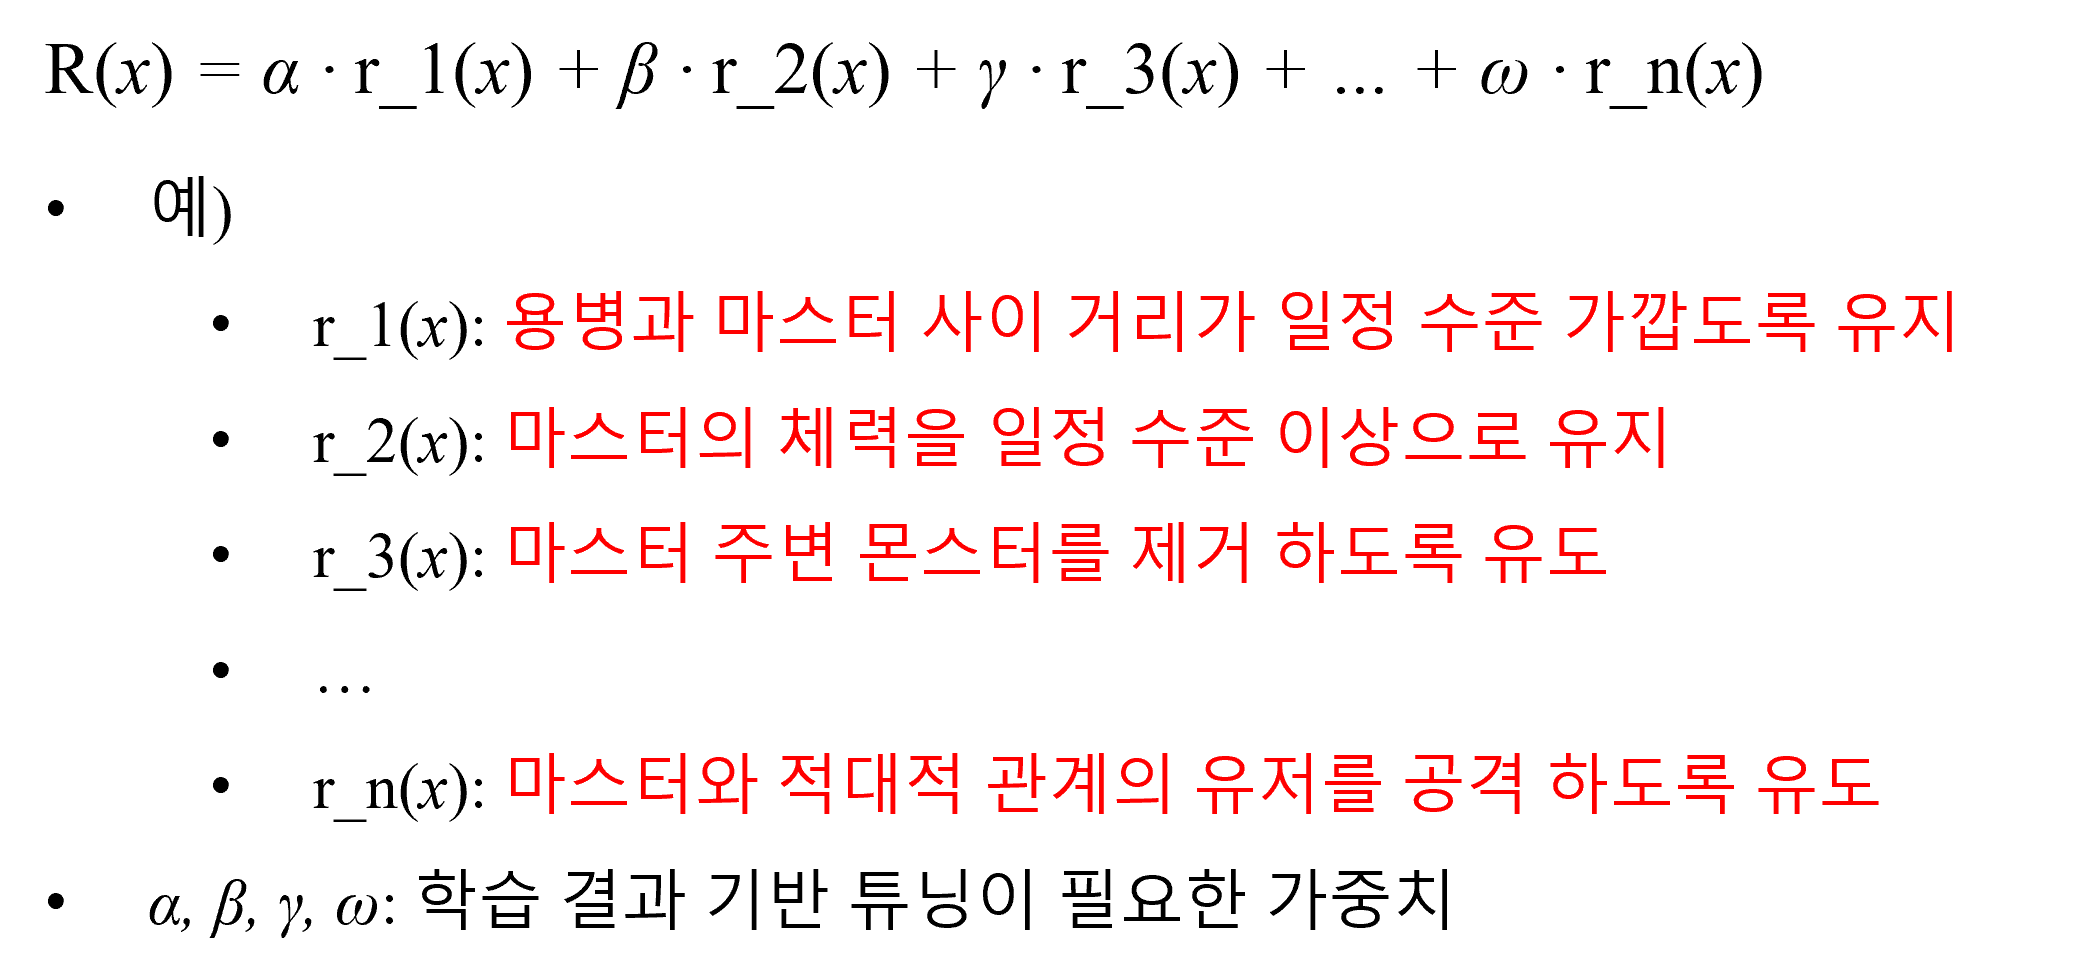 R(x) = α · r_1(x) + β · r_2(x) + γ · r_3(x) + ... + ω · r_n(x)
• 예)
• r_1(x): 용병과 마스터 사이 거리가 일정 수준 가깝도록 유지
• r_2(x): 마스터의 체력을 일정 수준 이상으로 유지
• r_3(x): 마스터 주변 몬스터를 제거 하도록 유도
• …
• r_n(x): 마스터와 적대적 관계의 유저를 공격 하도록 유도
• α, β, γ, ω: 학습 결과 기반 튜닝이 필요한 가중치